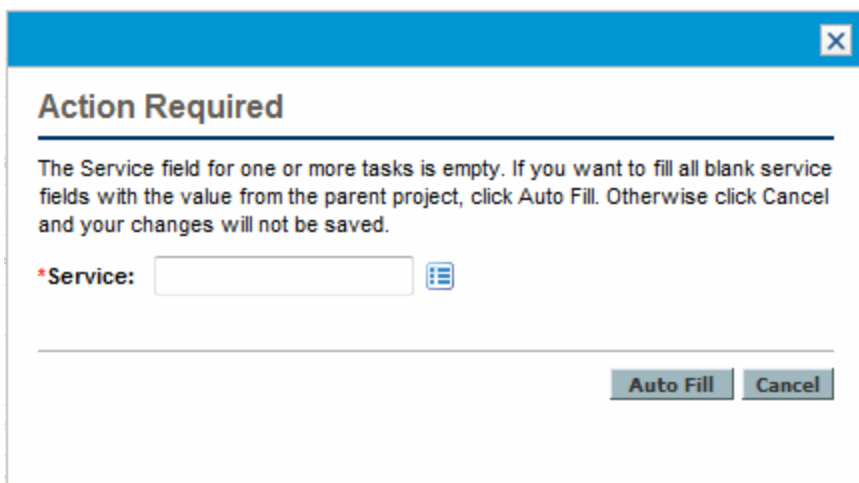 Action Required
The Service field for one or more tasks is empty. If you want to fill all blank service
fields with the value from the parent project, click Auto Fill. Otherwise click Cancel
and your changes will not be saved.
*Service:
Auto Fill Cancel